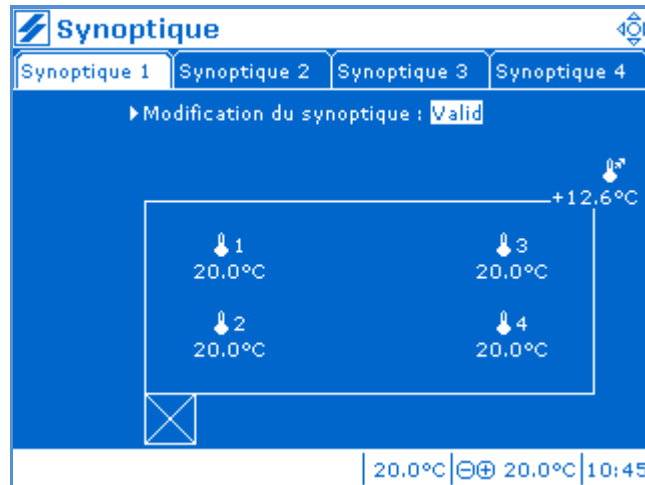 Synoptique
Synoptique 1 Synoptique 2 Synoptique 3 Synoptique 4
Modification du synoptique : Valid
+12.6°C
1 3
20.0°C 20.0°C
2 4
20.0°C 20.0°C
20.0°C 20.0°C 10:45